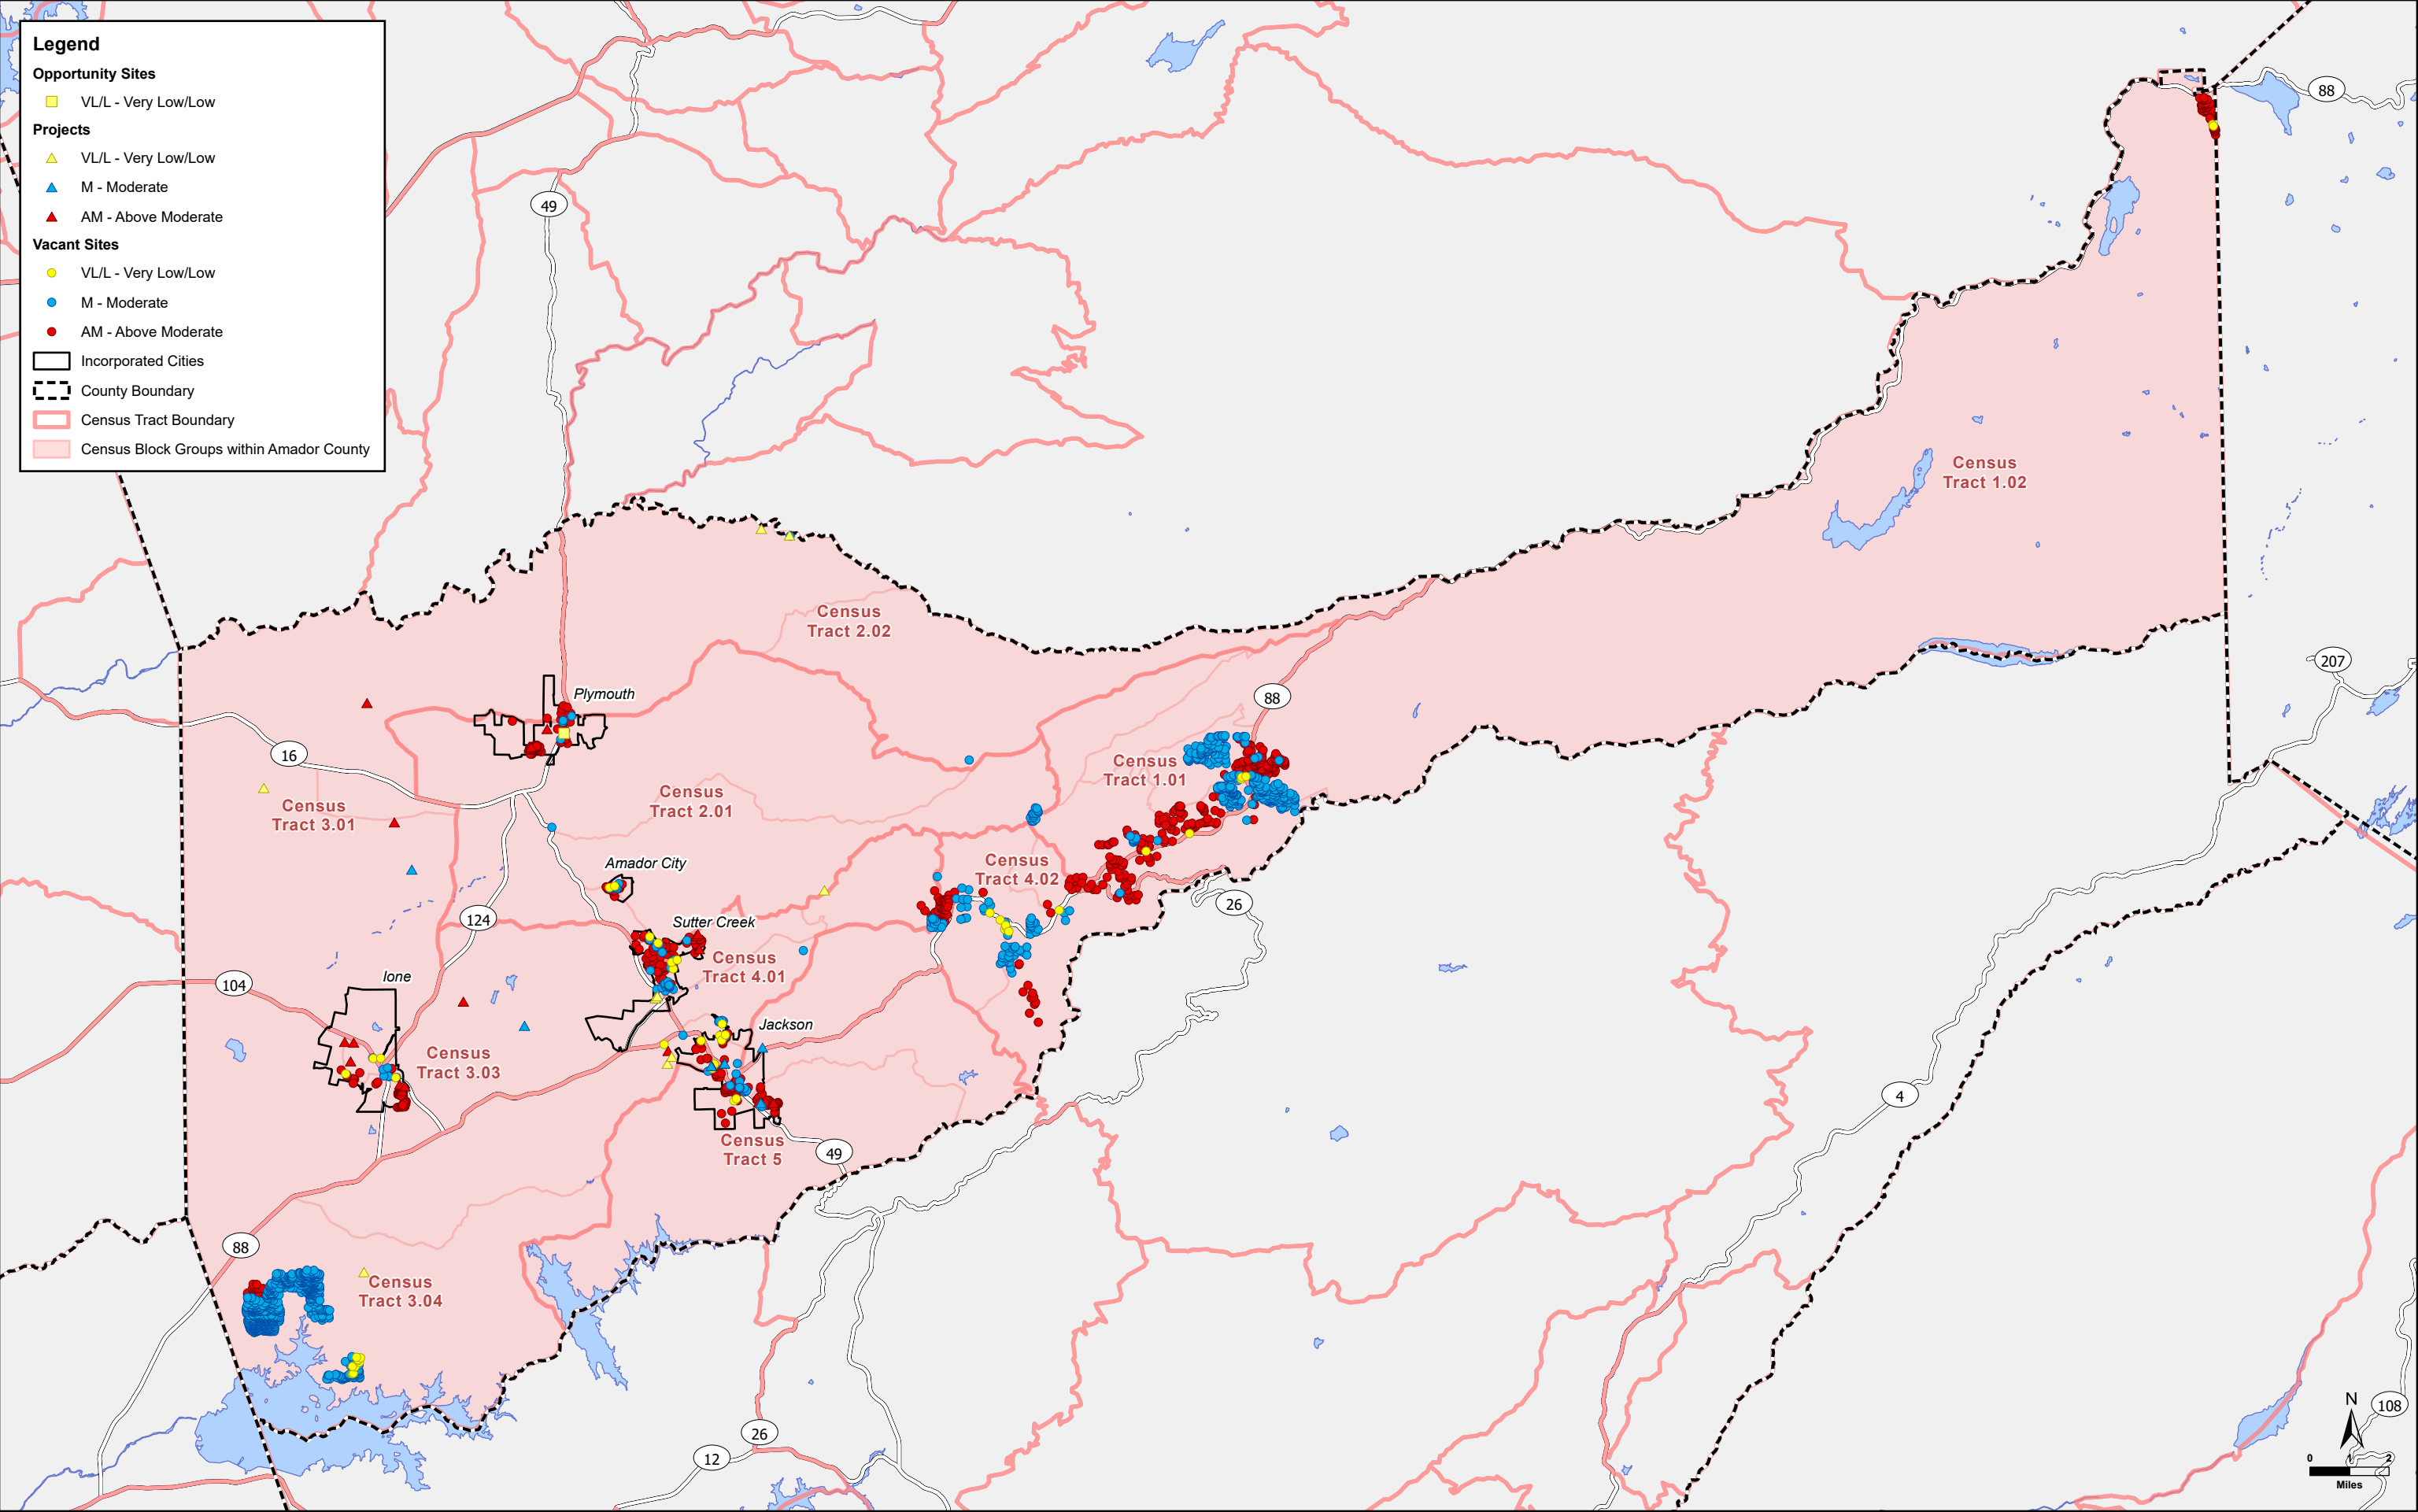 Legend
Opportunity Sites
VL/L - Very Low/Low
Projects
VL/L - Very Low/Low
M - Moderate
AM - Above Moderate
Vacant Sites
VL/L - Very Low/Low
M - Moderate
AM - Above Moderate
Incorporated Cities
County Boundary
Census Tract Boundary
Census Block Groups within Amador County
88
49
Census
Tract 1.02
Census
Tract 2.02
207
Plymouth
88
16
Census
Tract 1.01
Census
Tract 3.01
Census
Tract 2.01
Amador City
Census
Tract 4.02
26
124
Sutter Creek
Census
Tract 4.01
Ione
104
Jackson
Census
Tract 3.03
4
Census
Tract 5
49
88
Census
Tract 3.04
N
108
26
12
0 1 2
Miles